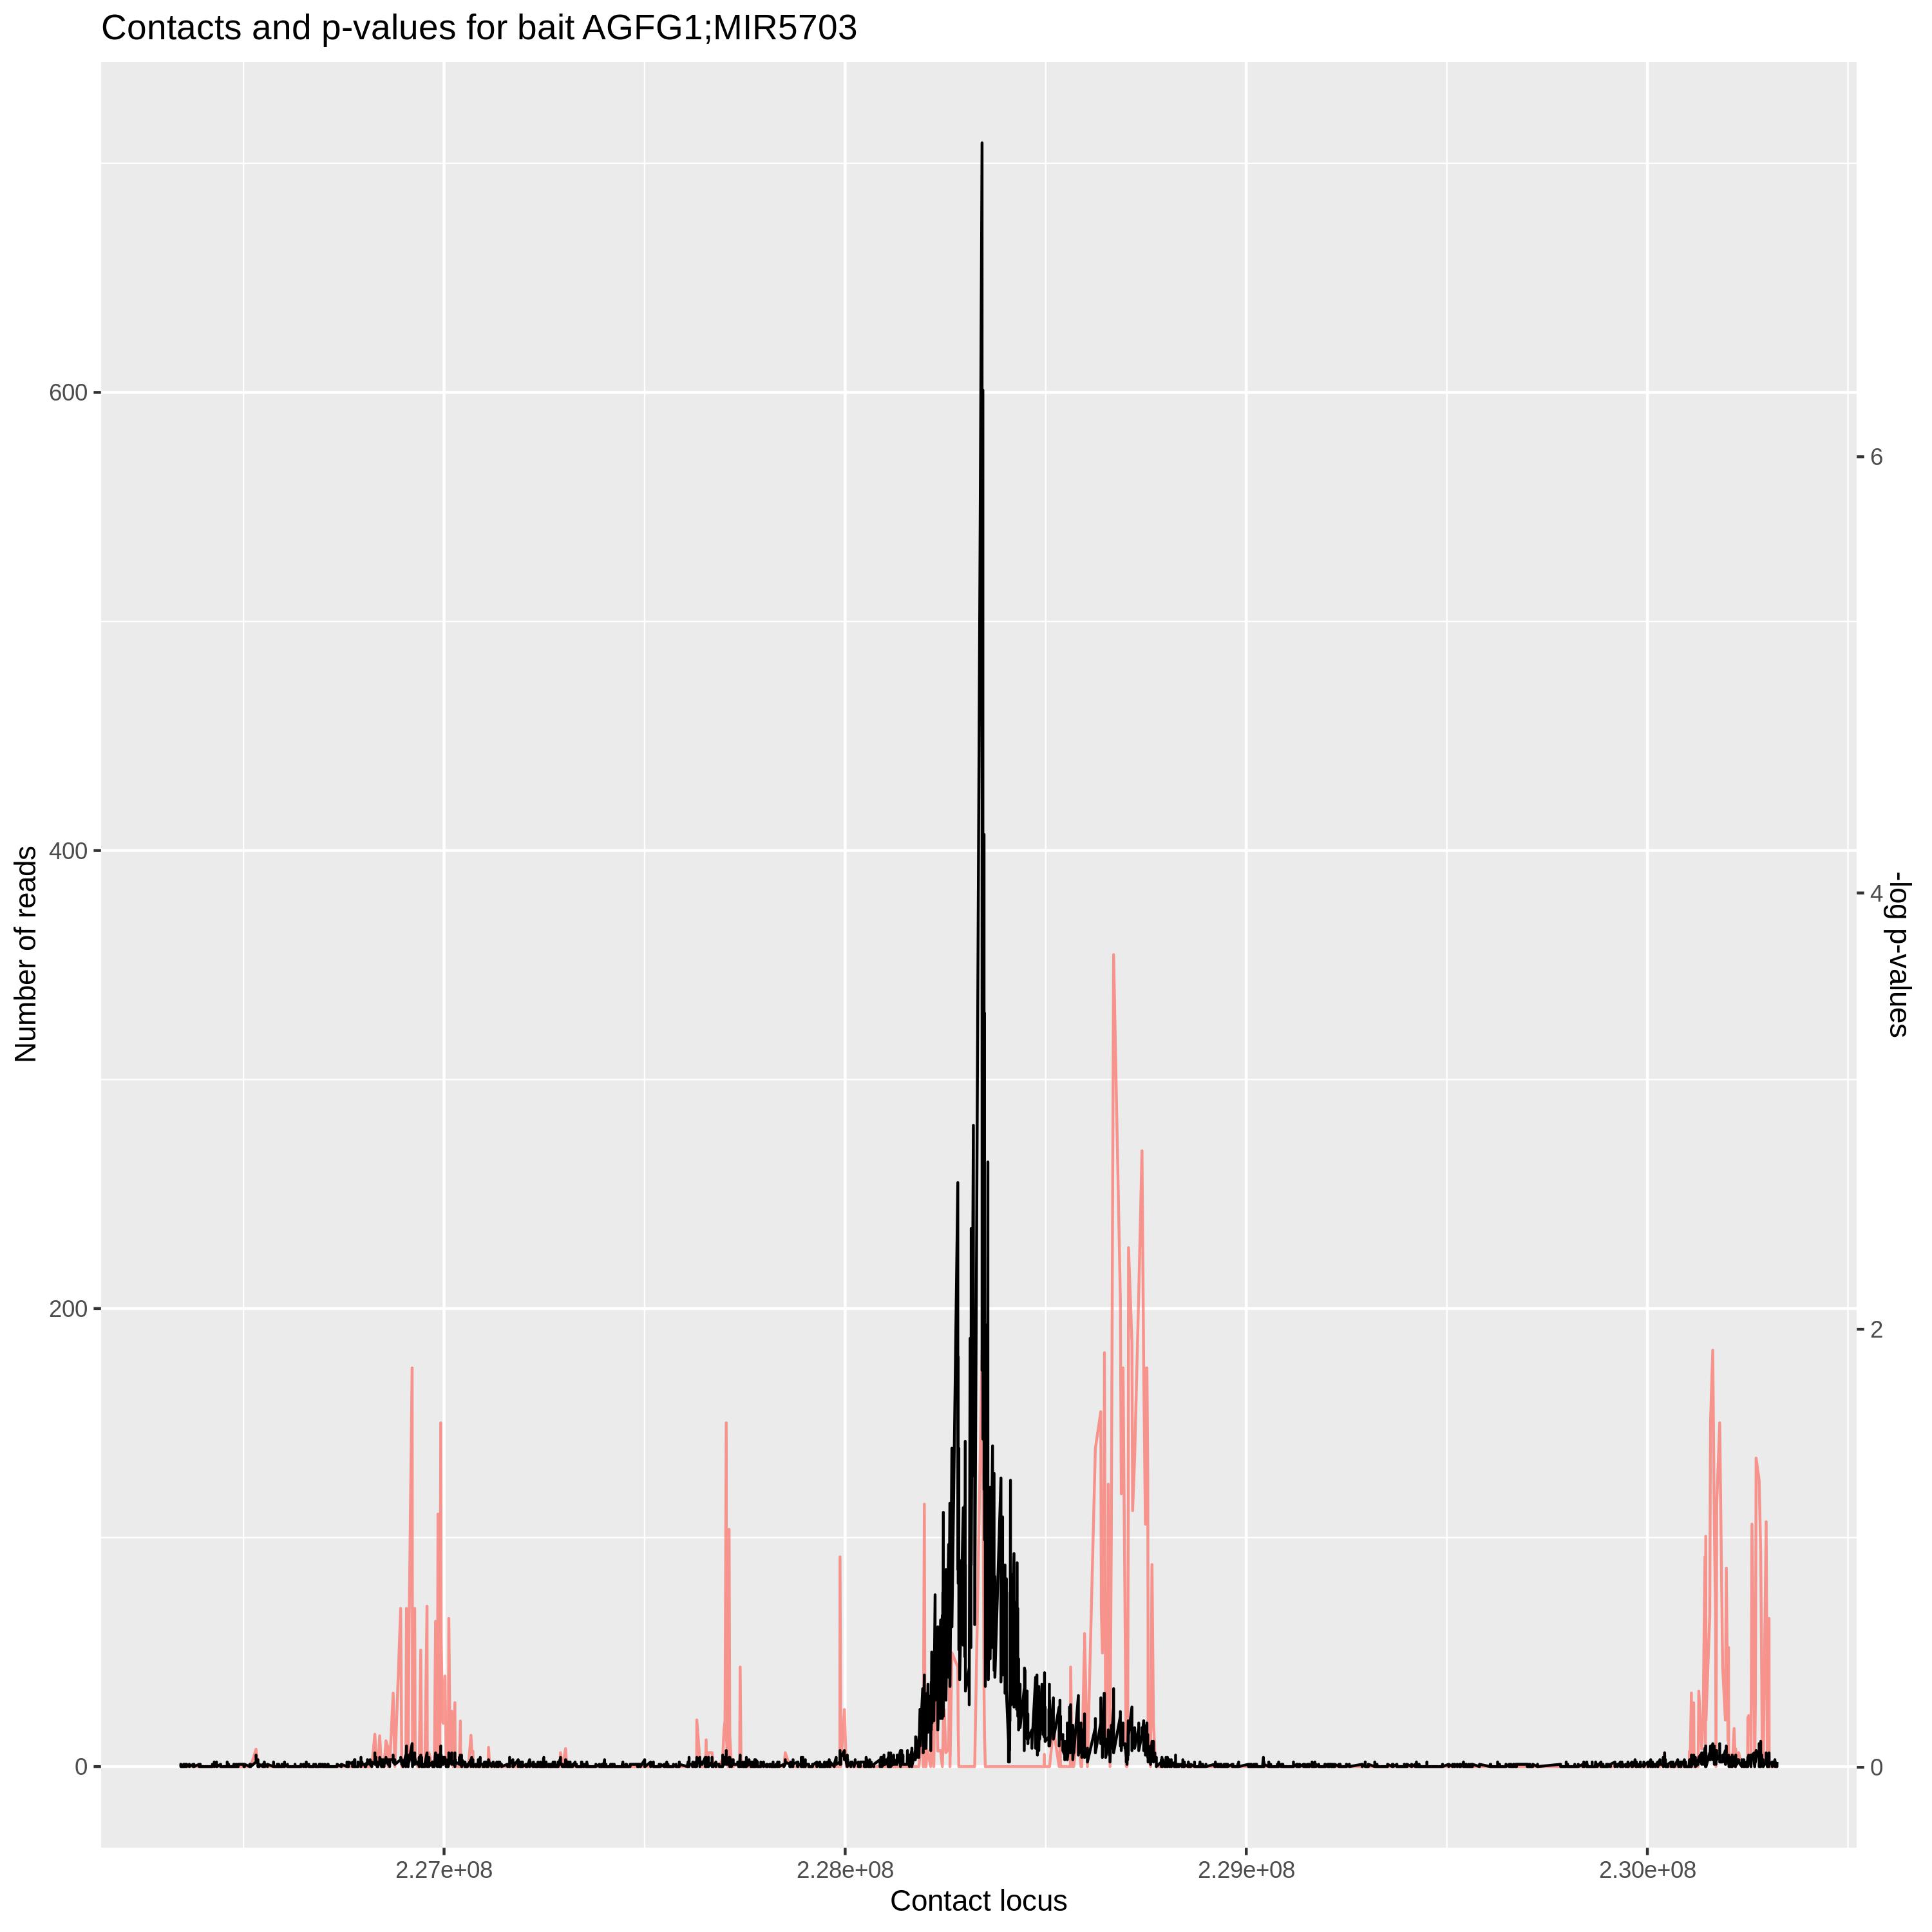 Contacts and p-values for bait AGFG1;MIR5703
Number of reads
600
400
200
0
6
4
2
0
-log p-values
2.27e+08
2.28e+08
2.29e+08
2.30e+08
Contact locus